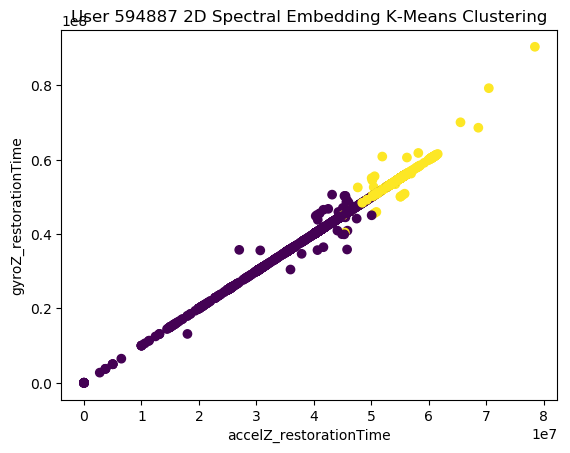 User 594887 2D Spectral Embedding K-Means Clustering
1e8
0.8
0.6
0.4
0.2
0.0
gyroZ_restorationTime
0 1 2 3 4 5 6 7 8
1e7
accelZ_restorationTime